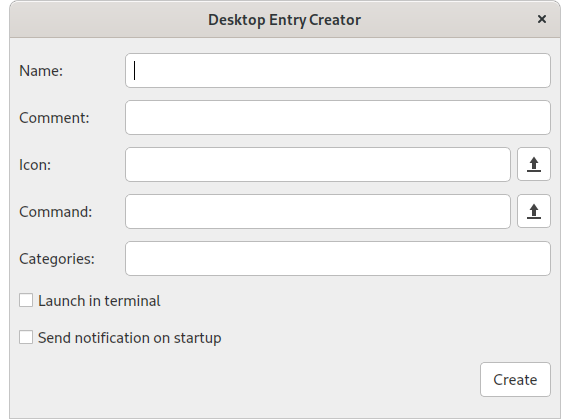 Desktop Entry Creator
Name:
Comment:
Icon:
Command:
Categories:
Launch in terminal
Send notification on startup
Create